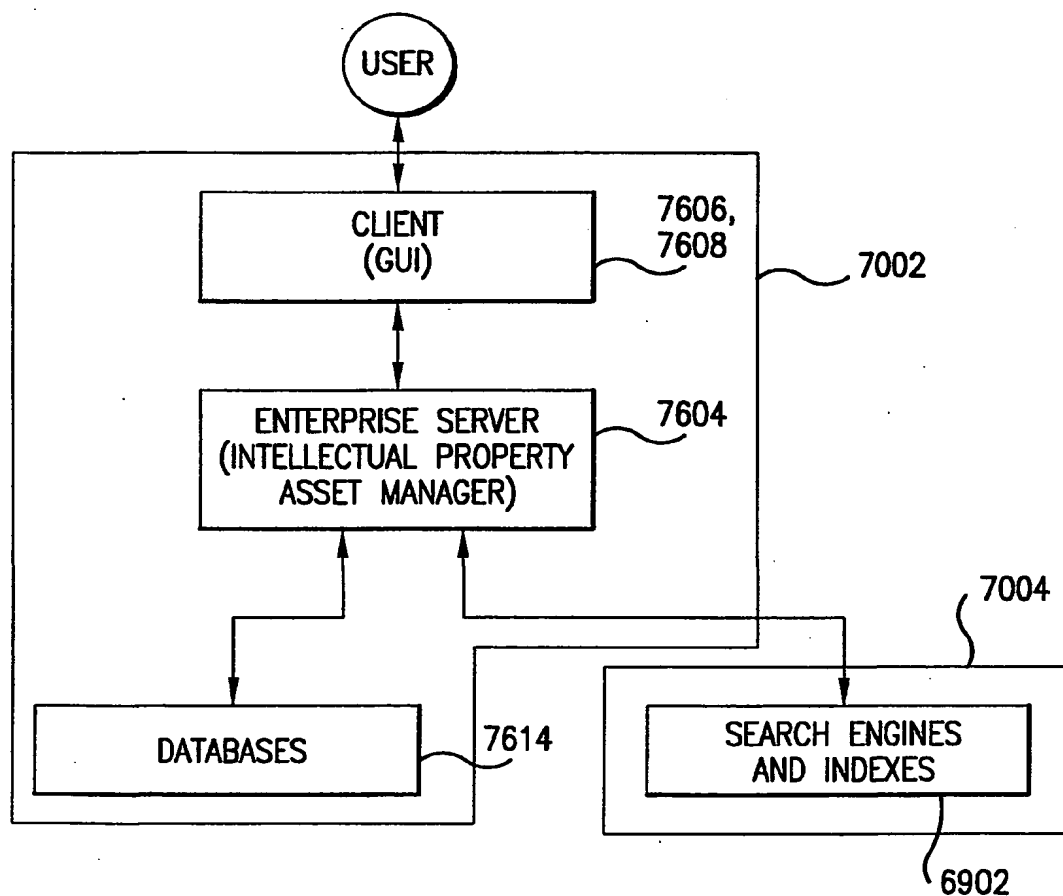 USER
CLIENT
(GUI)
7606,
7608
7002
ENTERPRISE SERVER
(INTELLECTUAL PROPERTY
ASSET MANAGER)
7604
7004
DATABASES
7614
SEARCH ENGINES
AND INDEXES
6902